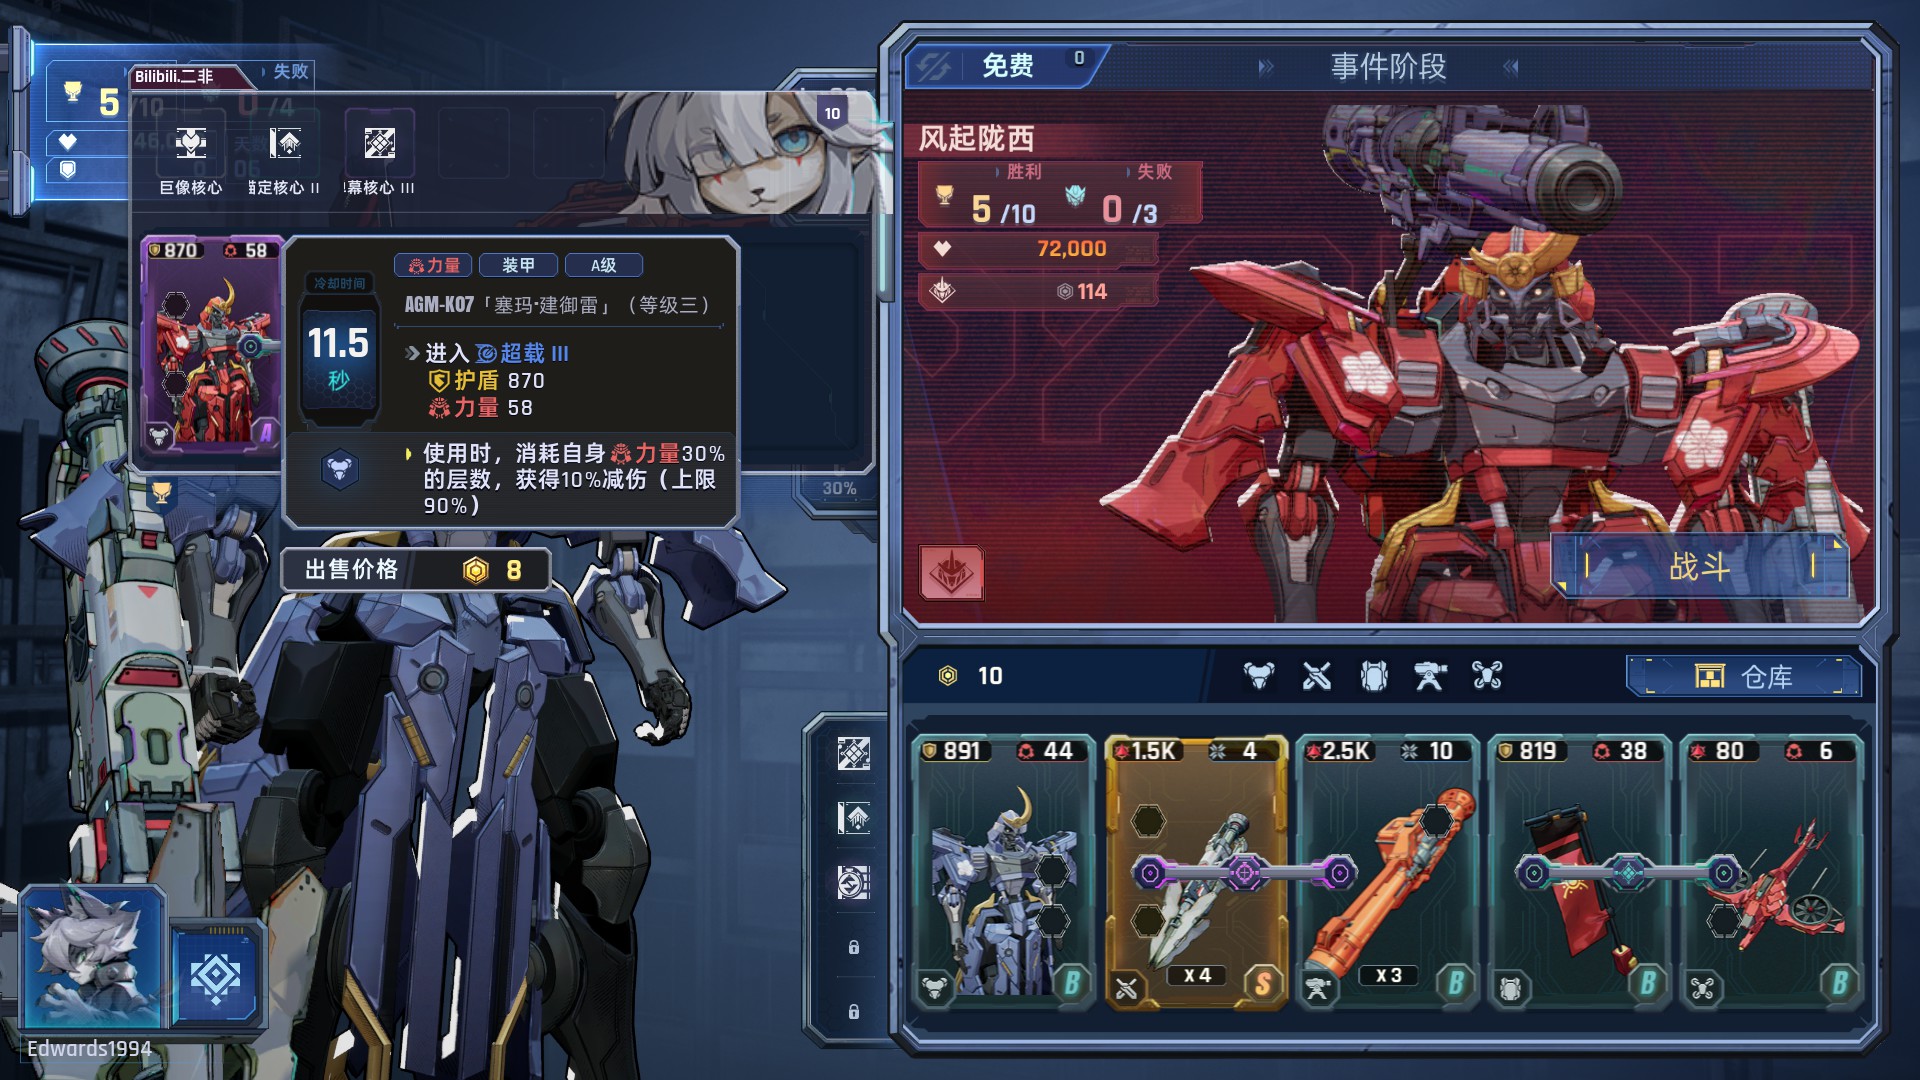 失败
5 /10
0 /4
Bilibili.二非
10
巨像核心
锚定核心 II
幕核心 III
870
58
A
冷却时间
11.5
秒
力量
装甲
A级
AGM-K07「塞玛·建御雷」（等级三）
进入 超载 III
护盾 870
力量 58
使用时，消耗自身力量30%
的层数，获得10%减伤（上限
90%）
出售价格
8
30%
免费
0
事件阶段
风起陇西
胜利
失败
5 /10
0 /3
72,000
114
战斗
10
仓库
891
44
B
1.5K
4
x4
S
2.5K
10
x3
B
819
38
B
80
6
B
Edwards1994